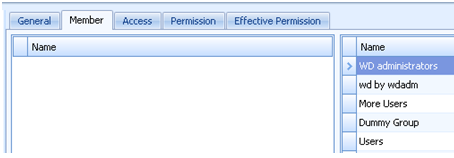 General Member Access Permission Effective Permission
Name
Name
WD administrators
wd by wdadm
More Users
Dummy Group
Users